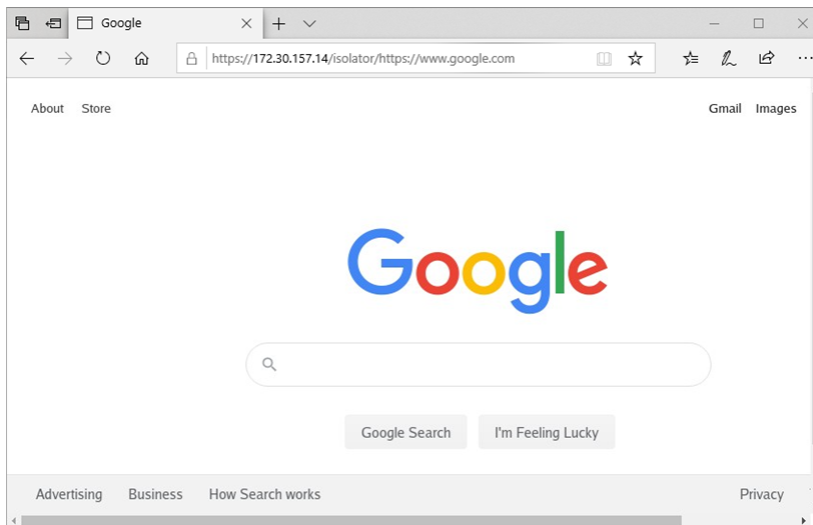 Google
https://172.30.157.14/isolator/https://www.google.com
About Store Gmail Images
Google
Google Search I'm Feeling Lucky
Advertising Business How Search works Privacy